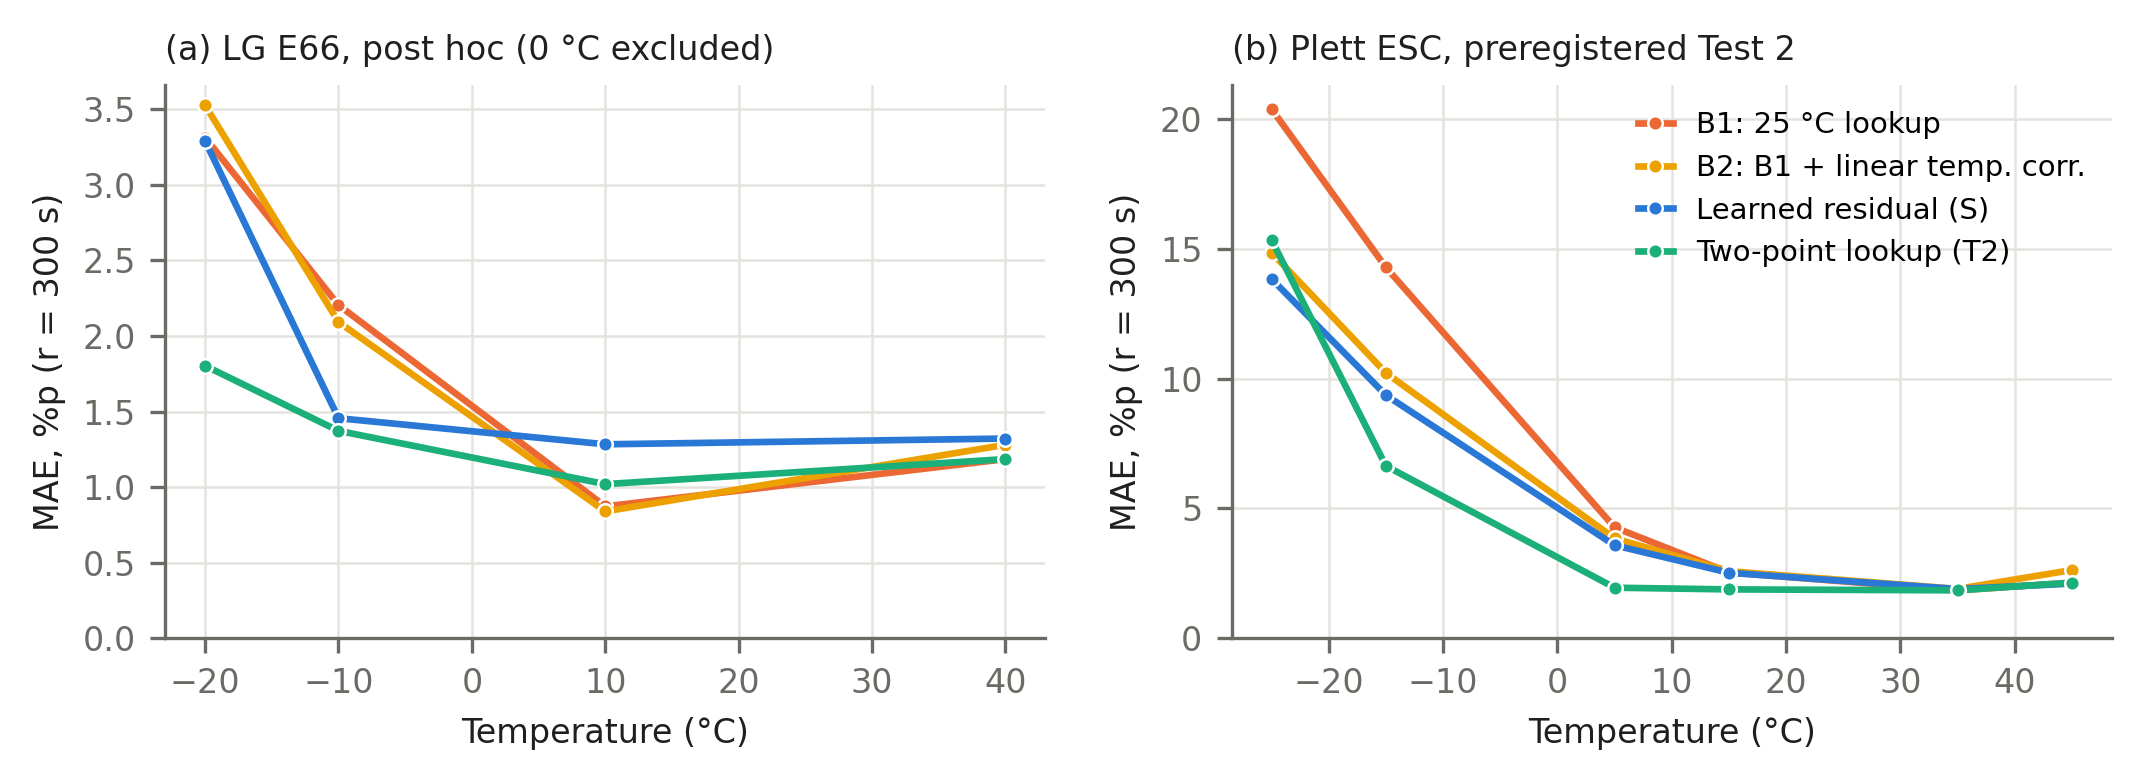 (a) LG E66, post hoc (0 °C excluded)
MAE, %p (r = 300 s)
3.5
3.0
2.5
2.0
1.5
1.0
0.5
0.0
−20 −10 0 10 20 30 40
Temperature (°C)
(b) Plett ESC, preregistered Test 2
MAE, %p (r = 300 s)
20
15
10
5
0
B1: 25 °C lookup
B2: B1 + linear temp. corr.
Learned residual (S)
Two-point lookup (T2)
−20 −10 0 10 20 30 40
Temperature (°C)